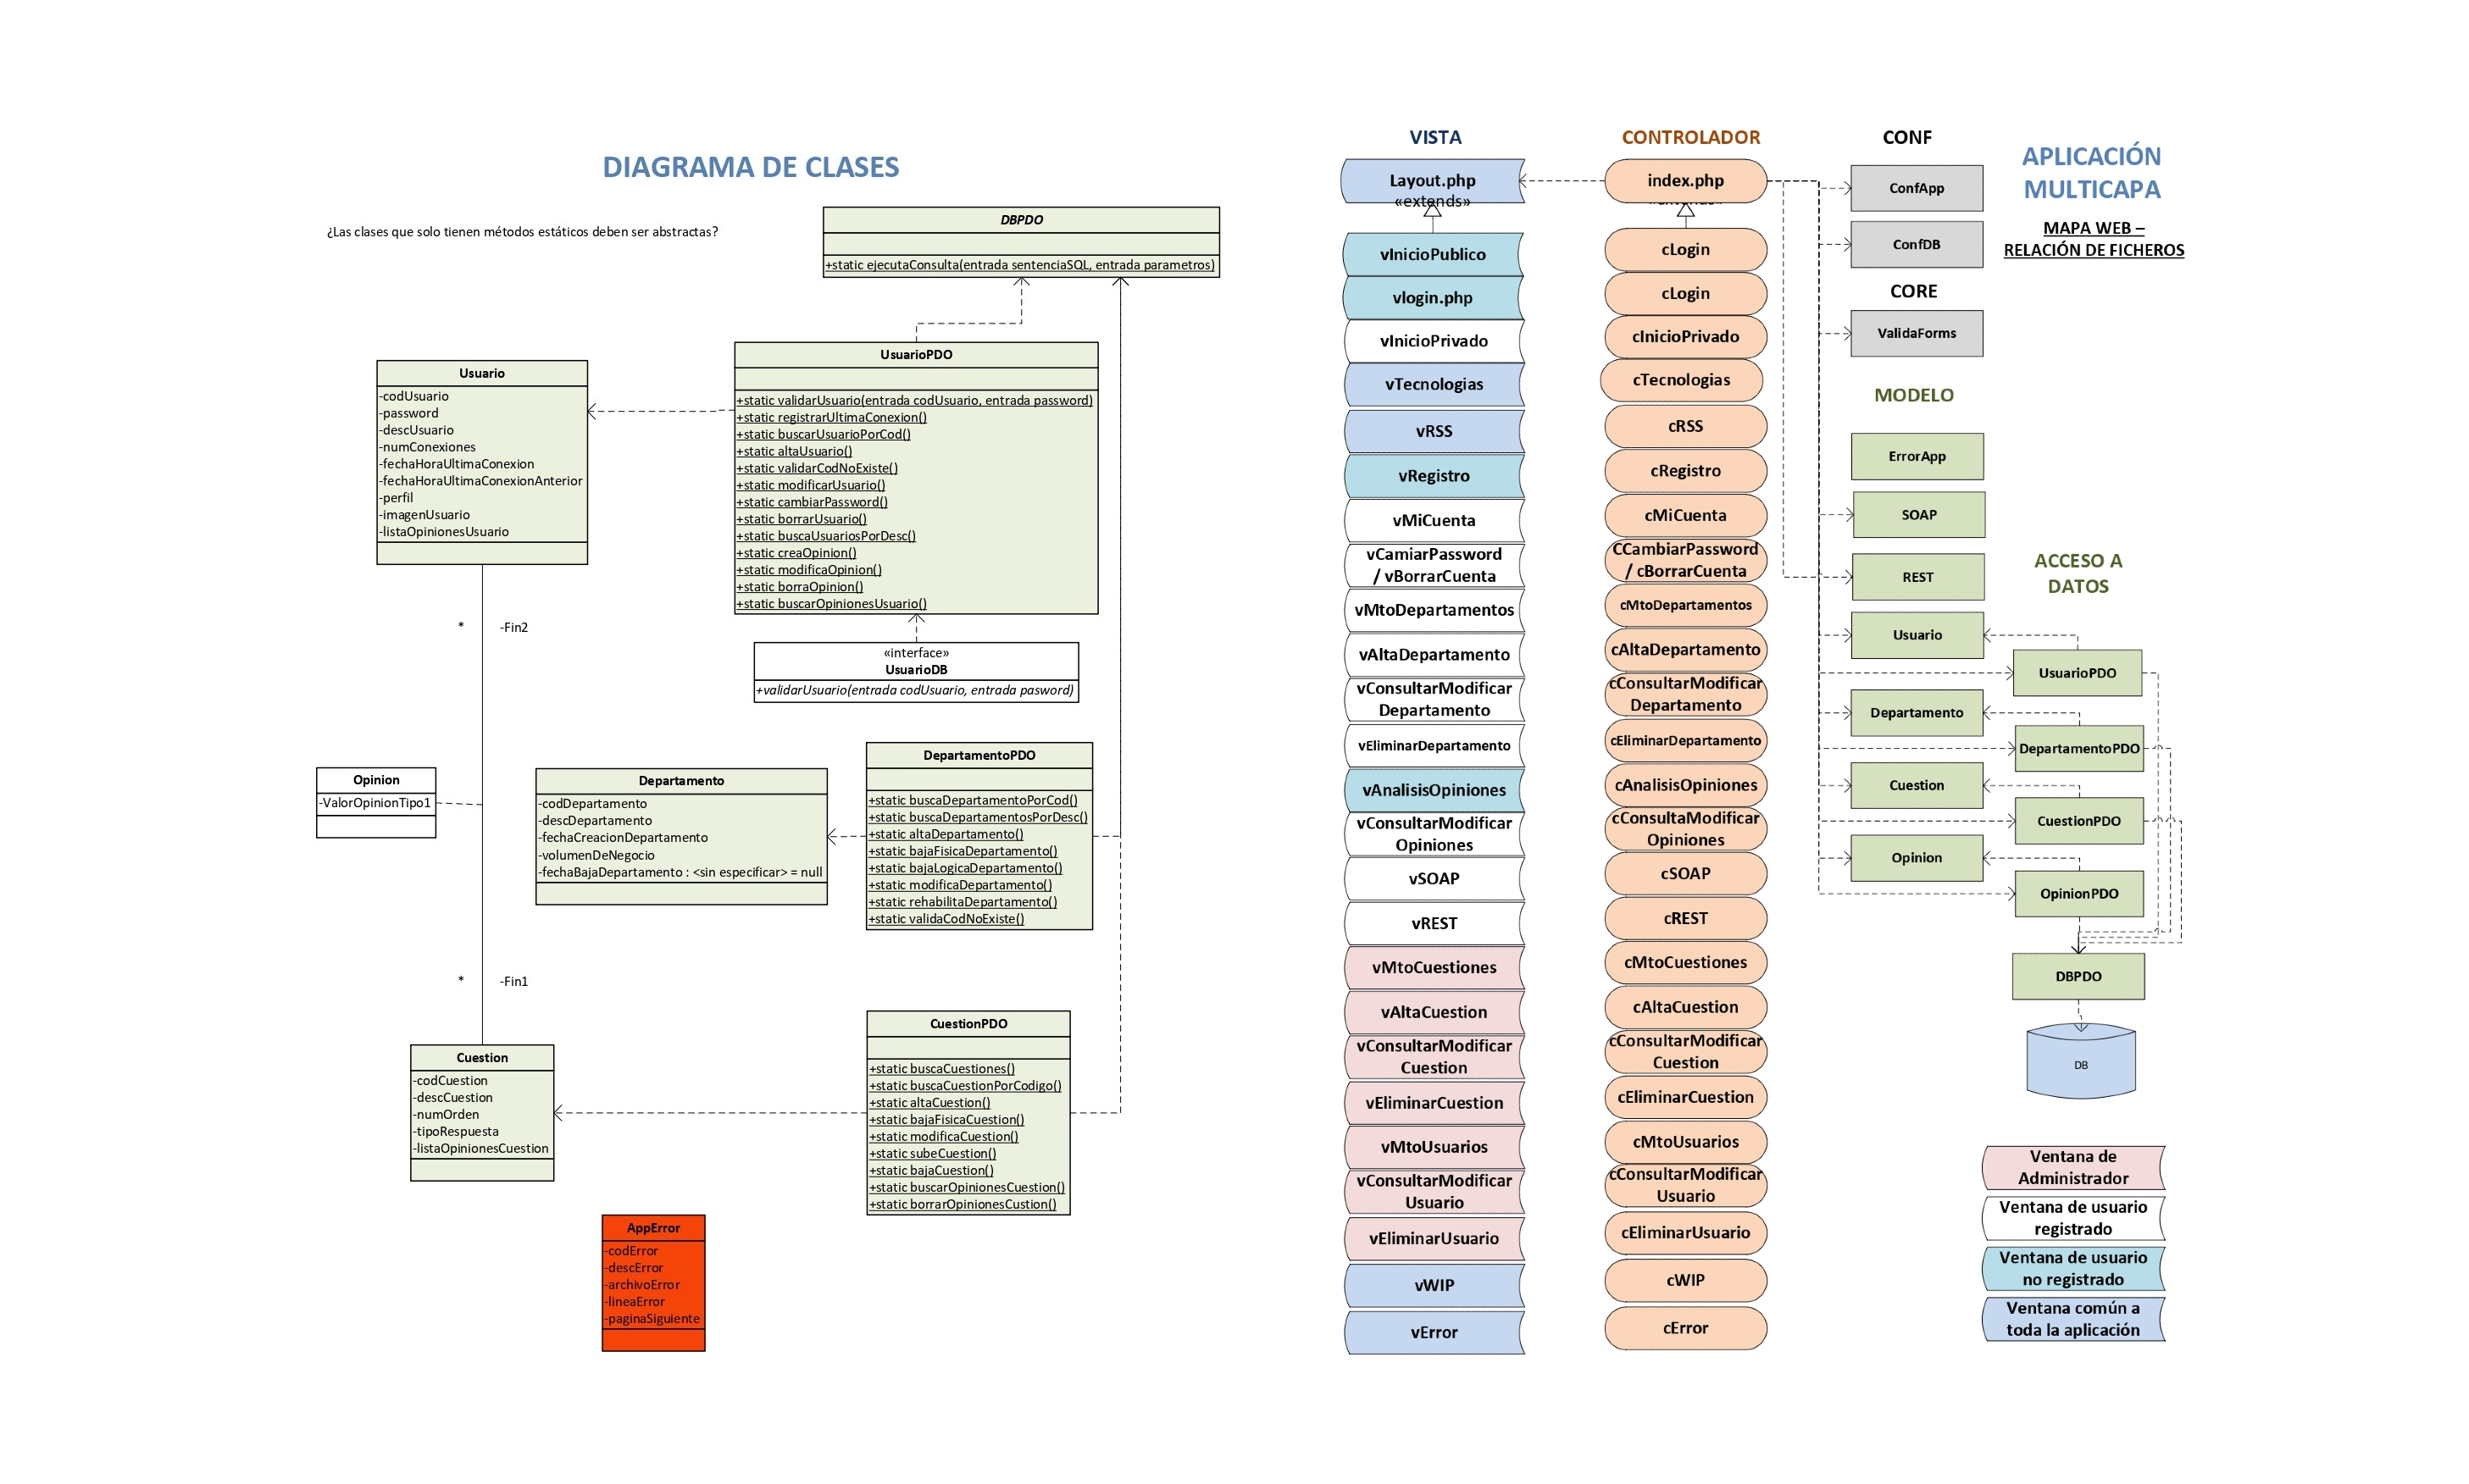 DIAGRAMA DE CLASES
¿Las clases que solo tienen métodos estáticos deben ser abstractas?
DBPDO
+static ejecutaConsulta(entrada sentenciaSQL, entrada parametros)
UsuarioPDO
+static validarUsuario(entrada codUsuario, entrada password)
+static registrarUltimaConexion()
+static buscarUsuarioPorCod()
+static altaUsuario()
+static validarCodNoExiste()
+static modificarUsuario()
+static cambiarPassword()
+static borrarUsuario()
+static buscaUsuariosPorDesc()
+static creaOpinion()
+static modificaOpinion()
+static borraOpinion()
+static buscarOpinionesUsuario()
Usuario
-codUsuario
-password
-descUsuario
-numConexiones
-fechaHoraUltimaConexion
-fechaHoraUltimaConexionAnterior
-perfil
-imagenUsuario
-listaOpinionesUsuario
* -Fin2
«interface»
UsuarioDB
+validarUsuario(entrada codUsuario, entrada pasword)
Opinion
-ValorOpinionTipo1
Departamento
-codDepartamento
-descDepartamento
-fechaCreacionDepartamento
-volumenDeNegocio
-fechaBajaDepartamento : <sin especificar> = null
DepartamentoPDO
+static buscaDepartamentoPorCod()
+static buscaDepartamentosPorDesc()
+static altaDepartamento()
+static bajaFisicaDepartamento()
+static bajaLogicaDepartamento()
+static modificaDepartamento()
+static rehabilitaDepartamento()
+static validaCodNoExiste()
* -Fin1
Cuestion
-codCuestion
-descCuestion
-numOrden
-tipoRespuesta
-listaOpinionesCuestion
CuestionPDO
+static buscaCuestiones()
+static buscaCuestionPorCodigo()
+static altaCuestion()
+static bajaFisicaCuestion()
+static modificaCuestion()
+static subeCuestion()
+static bajaCuestion()
+static buscarOpinionesCuestion()
+static borrarOpinionesCustion()
AppError
-codError
-descError
-archivoError
-lineaError
-paginaSiguiente
VISTA
Layout.php
«extends»
vInicioPublico
vlogin.php
vInicioPrivado
vTecnologias
vRSS
vRegistro
vMiCuenta
vCamiarPassword
/ vBorrarCuenta
vMtoDepartamentos
vAltaDepartamento
vConsultarModificar
Departamento
vEliminarDepartamento
vAnalisisOpiniones
vConsultarModificar
Opiniones
vSOAP
vREST
vMtoCuestiones
vAltaCuestion
vConsultarModificar
Cuestion
vEliminarCuestion
vMtoUsuarios
vConsultarModificar
Usuario
vEliminarUsuario
vWIP
vError
CONTROLADOR
index.php
cLogin
cLogin
cInicioPrivado
cTecnologias
cRSS
cRegistro
cMiCuenta
CCambiarPassword
/ cBorrarCuenta
cMtoDepartamentos
cAltaDepartamento
cConsultarModificar
Departamento
cEliminarDepartamento
cAnalisisOpiniones
cConsultaModificar
Opiniones
cSOAP
cREST
cMtoCuestiones
cAltaCuestion
cConsultarModificar
Cuestion
cEliminarCuestion
cMtoUsuarios
cConsultarModificar
Usuario
cEliminarUsuario
cWIP
cError
CONF
ConfApp
ConfDB
CORE
ValidaForms
MODELO
ErrorApp
SOAP
REST
Usuario
Departamento
Cuestion
Opinion
APLICACIÓN
MULTICAPA
MAPA WEB –
RELACIÓN DE FICHEROS
ACCESO A
DATOS
UsuarioPDO
DepartamentoPDO
CuestionPDO
OpinionPDO
DBPDO
DB
Ventana de
Administrador
Ventana de usuario
registrado
Ventana de usuario
no registrado
Ventana común a
toda la aplicación